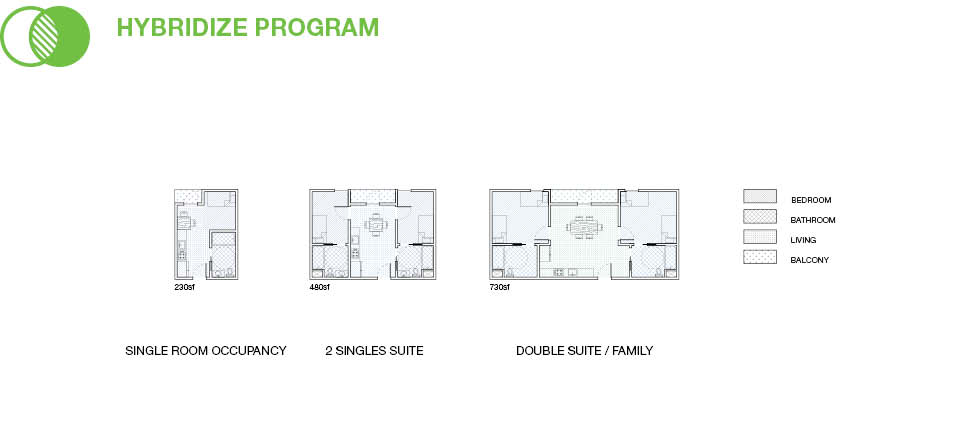 HYBRIDIZE PROGRAM
BEDROOM
BATHROOM
LIVING
BALCONY
230sf
480sf
730sf
SINGLE ROOM OCCUPANCY
2 SINGLES SUITE
DOUBLE SUITE / FAMILY